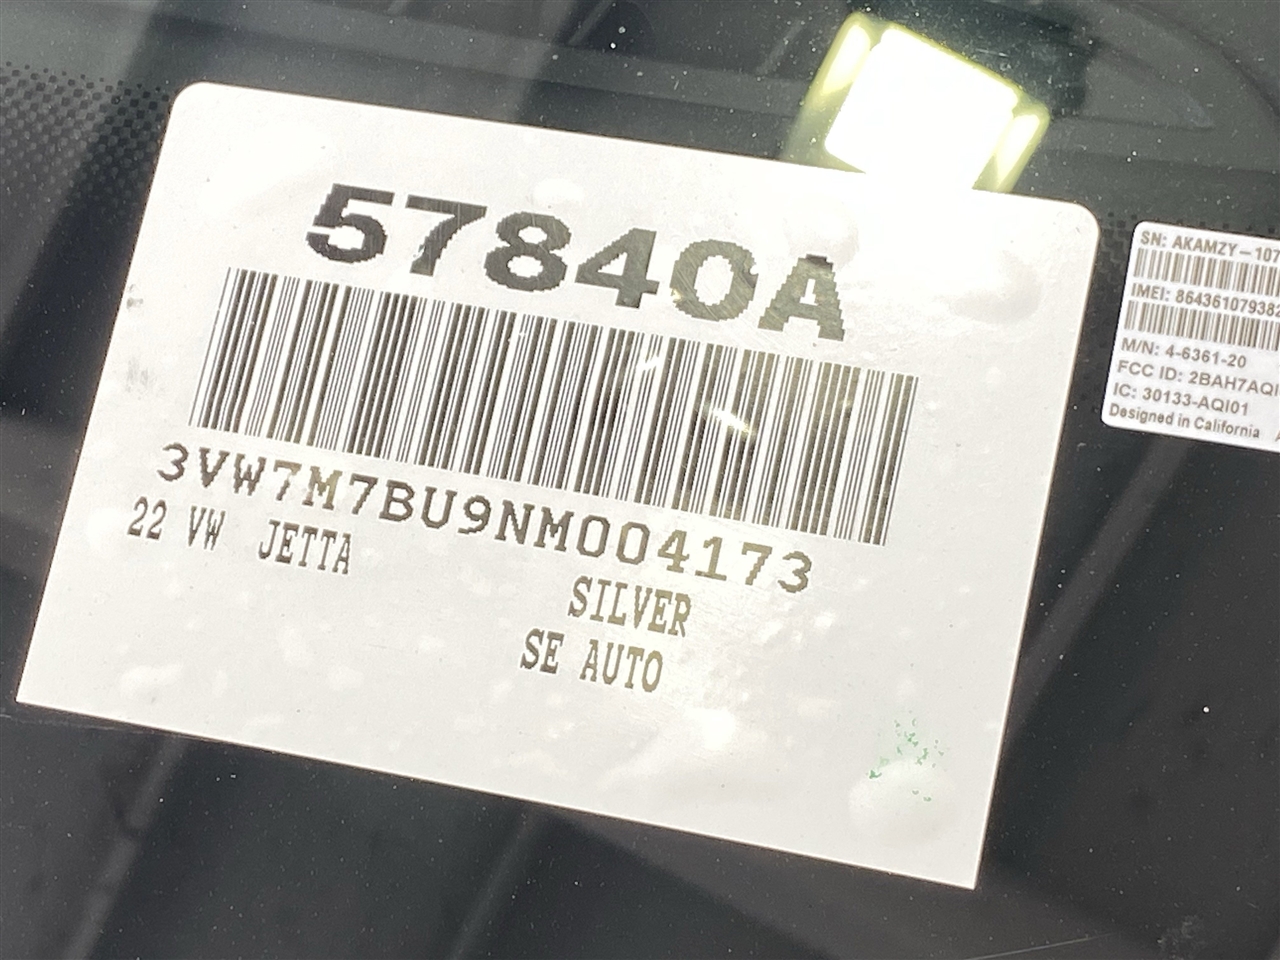 57840A
3VW7M7BU9NM004173
22 VW JETTA
SILVER
SE AUTO
SN: AKAMZY-107
IMEI: 86436107938
M/N: 4-6361-20
FCC ID: 2BAH7AQI
IC: 30133-AQI01
Designed in California